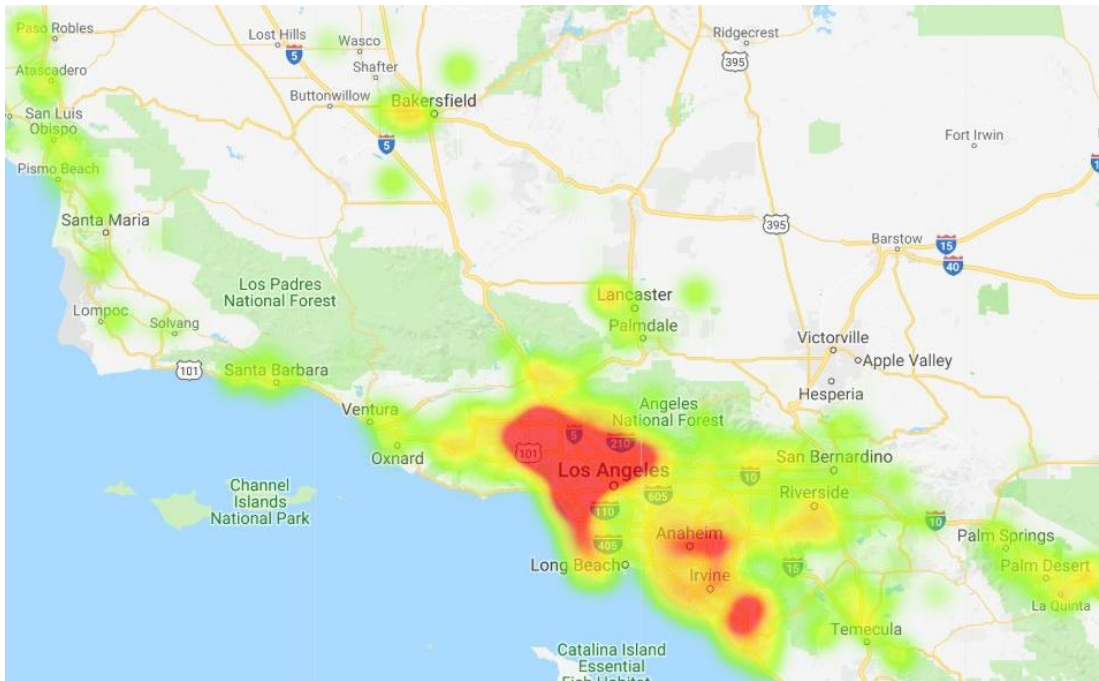 Paso Robles
Lost Hills
5
Wasco
Ridgecrest
395
Atascadero
Shafter
Buttonwillow
Bakersfield
San Luis
Obispo
5
Fort Irwin
Pismo Beach
Santa Maria
395
Barstow
15
40
Los Padres
National Forest
Lancaster
Lompoc
Solvang
Palmdale
Victorville
Apple Valley
101
Santa Barbara
Hesperia
Ventura
Angeles
National Forest
Oxnard
5
210
101
Los Angeles
San Bernardino
10
Channel
Islands
National Park
605
Riverside
110
10
Anaheim
405
Palm Springs
Long Beach
Irvine
15
Palm Desert
La Quinta
Temecula
Catalina Island
Essential
Fish Habitat